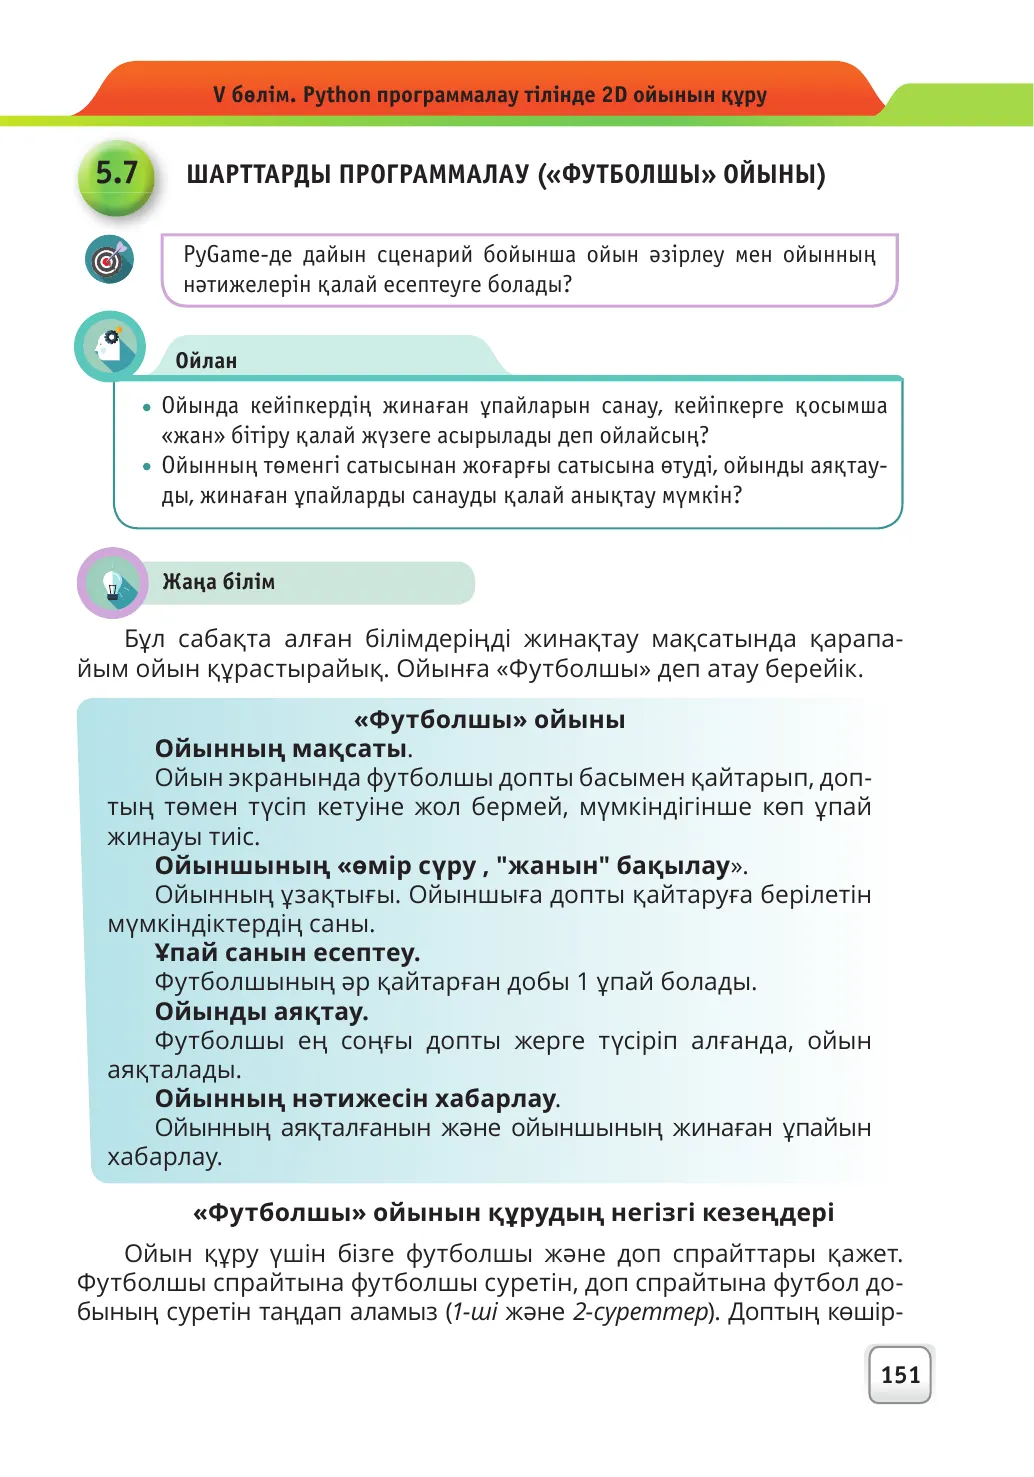 V бөлім. Python программалау тілінде 2D ойынын құру
5.7
ШАРТТАРДЫ ПРОГРАММАЛАУ («ФУТБОЛШЫ» ОЙЫНЫ)
PyGame-де дайын сценарий бойынша ойын әзірлеу мен ойынның
нәтижелерін қалай есептеуге болады?
Ойлан
• Ойында кейіпкердің жинаған ұпайларын санау, кейіпкерге қосымша
«жан» бітіру қалай жүзеге асырылады деп ойлайсың?
• Ойынның төменгі сатысынан жоғарғы сатысына өтуді, ойынды аяқтау-
ды, жинаған ұпайларды санауды қалай анықтау мүмкін?
Жаңа білім
Бұл сабақта алған білімдеріңді жинақтау мақсатында қарапа-
йым ойын құрастырайық. Ойынға «Футболшы» деп атау берейік.
«Футболшы» ойыны
Ойынның мақсаты.
Ойын экранында футболшы допты басымен қайтарып, доп-
тың төмен түсіп кетуіне жол бермей, мүмкіндігінше көп ұпай
жинауы тиіс.
Ойыншының «өмір сүру , "жанын" бақылау».
Ойынның ұзақтығы. Ойыншыға допты қайтаруға берілетін
мүмкіндіктердің саны.
Ұпай санын есептеу.
Футболшының әр қайтарған добы 1 ұпай болады.
Ойынды аяқтау.
Футболшы ең соңғы допты жерге түсіріп алғанда, ойын
аяқталады.
Ойынның нәтижесін хабарлау.
Ойынның аяқталғанын және ойыншының жинаған ұпайын
хабарлау.
«Футболшы» ойынын құрудың негізгі кезеңдері
Ойын құру үшін бізге футболшы және доп спрайттары қажет.
Футболшы спрайтына футболшы суретін, доп спрайтына футбол до-
бының суретін таңдап аламыз (1-ші және 2-суреттер). Доптың көшір-
151